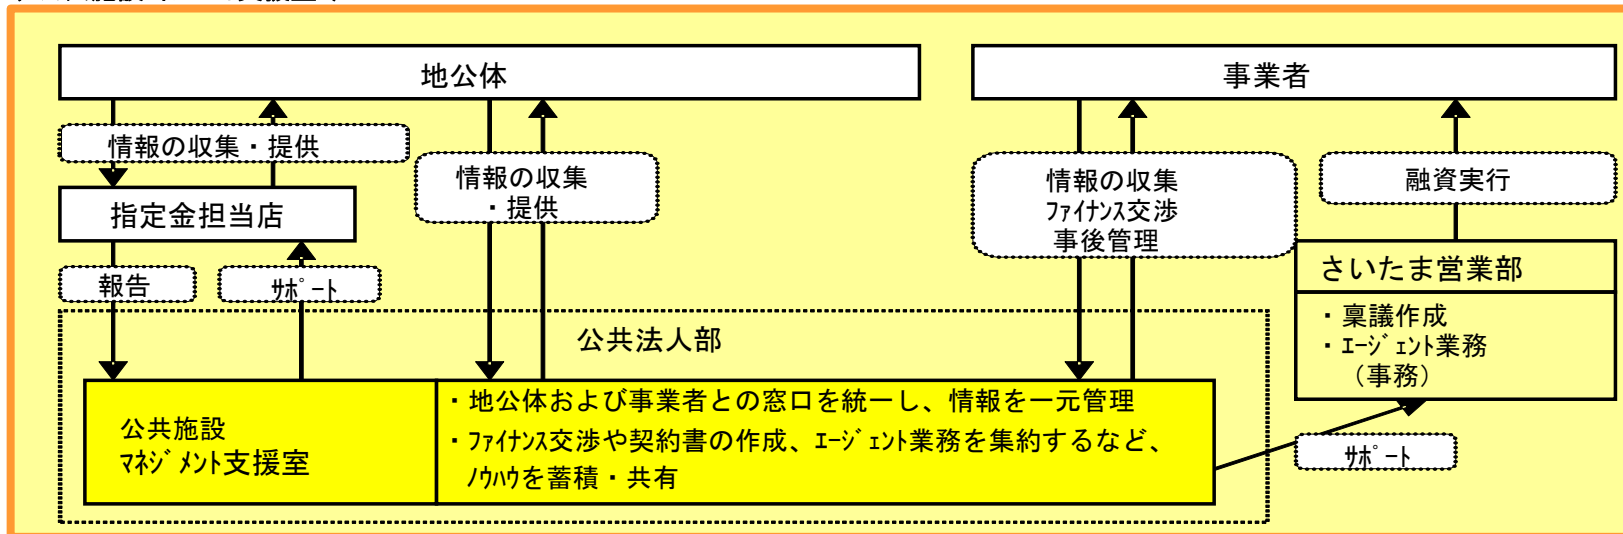 地公体
事業者
情報の収集・提供
情報の収集
・提供
情報の収集
ﾌｧｲﾅﾝｽ交渉
事後管理
融資実行
指定金担当店
さいたま営業部
・稟議作成
・ｴｰｼﾞｪﾝﾄ業務
（事務）
報告
ｻﾎﾟｰﾄ
公共法人部
公共施設
ﾏﾈｼﾞﾒﾝﾄ支援室
・地公体および事業者との窓口を統一し、情報を一元管理
・ﾌｧｲﾅﾝｽ交渉や契約書の作成、ｴｰｼﾞｪﾝﾄ業務を集約するなど、
ﾉｳﾊｳを蓄積・共有
ｻﾎﾟｰﾄ